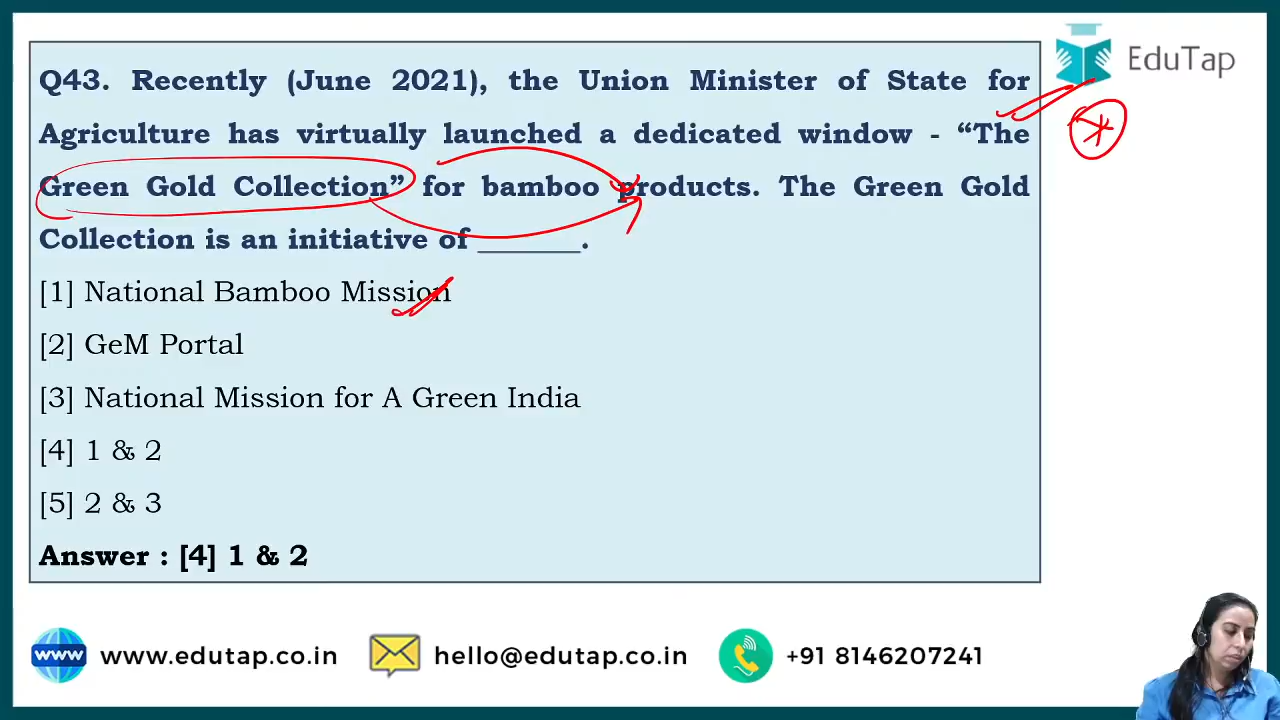 EduTap
Q43. Recently (June 2021), the Union Minister of State for
Agriculture has virtually launched a dedicated window - “The
Green Gold Collection” for bamboo products. The Green Gold
Collection is an initiative of _______.
[1] National Bamboo Mission
[2] GeM Portal
[3] National Mission for A Green India
[4] 1 & 2
[5] 2 & 3
Answer : [4] 1 & 2
www www.edutap.co.in hello@edutap.co.in +91 8146207241